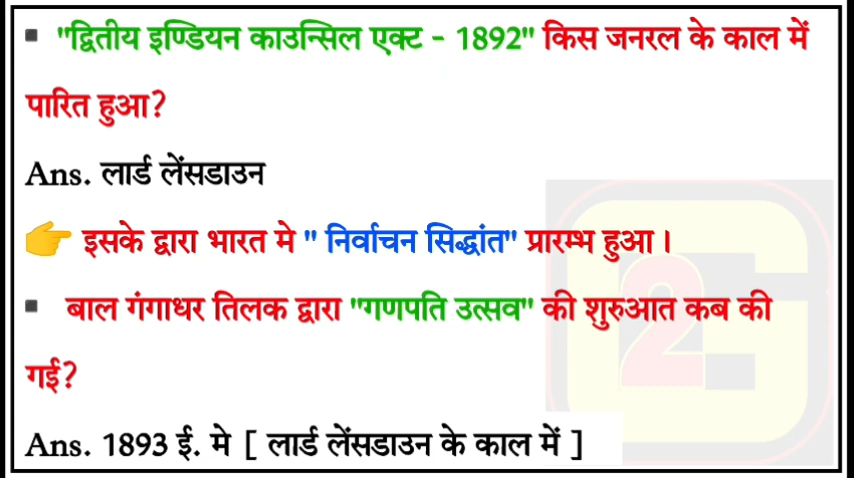 ▪ "द्वितीय इण्डियन काउन्सिल एक्ट - 1892" किस जनरल के काल में
पारित हुआ?
Ans. लार्ड लेंसडाउन
👉 इसके द्वारा भारत मे " निर्वाचन सिद्धांत" प्रारम्भ हुआ।
▪ बाल गंगाधर तिलक द्वारा "गणपति उत्सव" की शुरुआत कब की
गई?
Ans. 1893 ई. मे [ लार्ड लेंसडाउन के काल में ]
2G